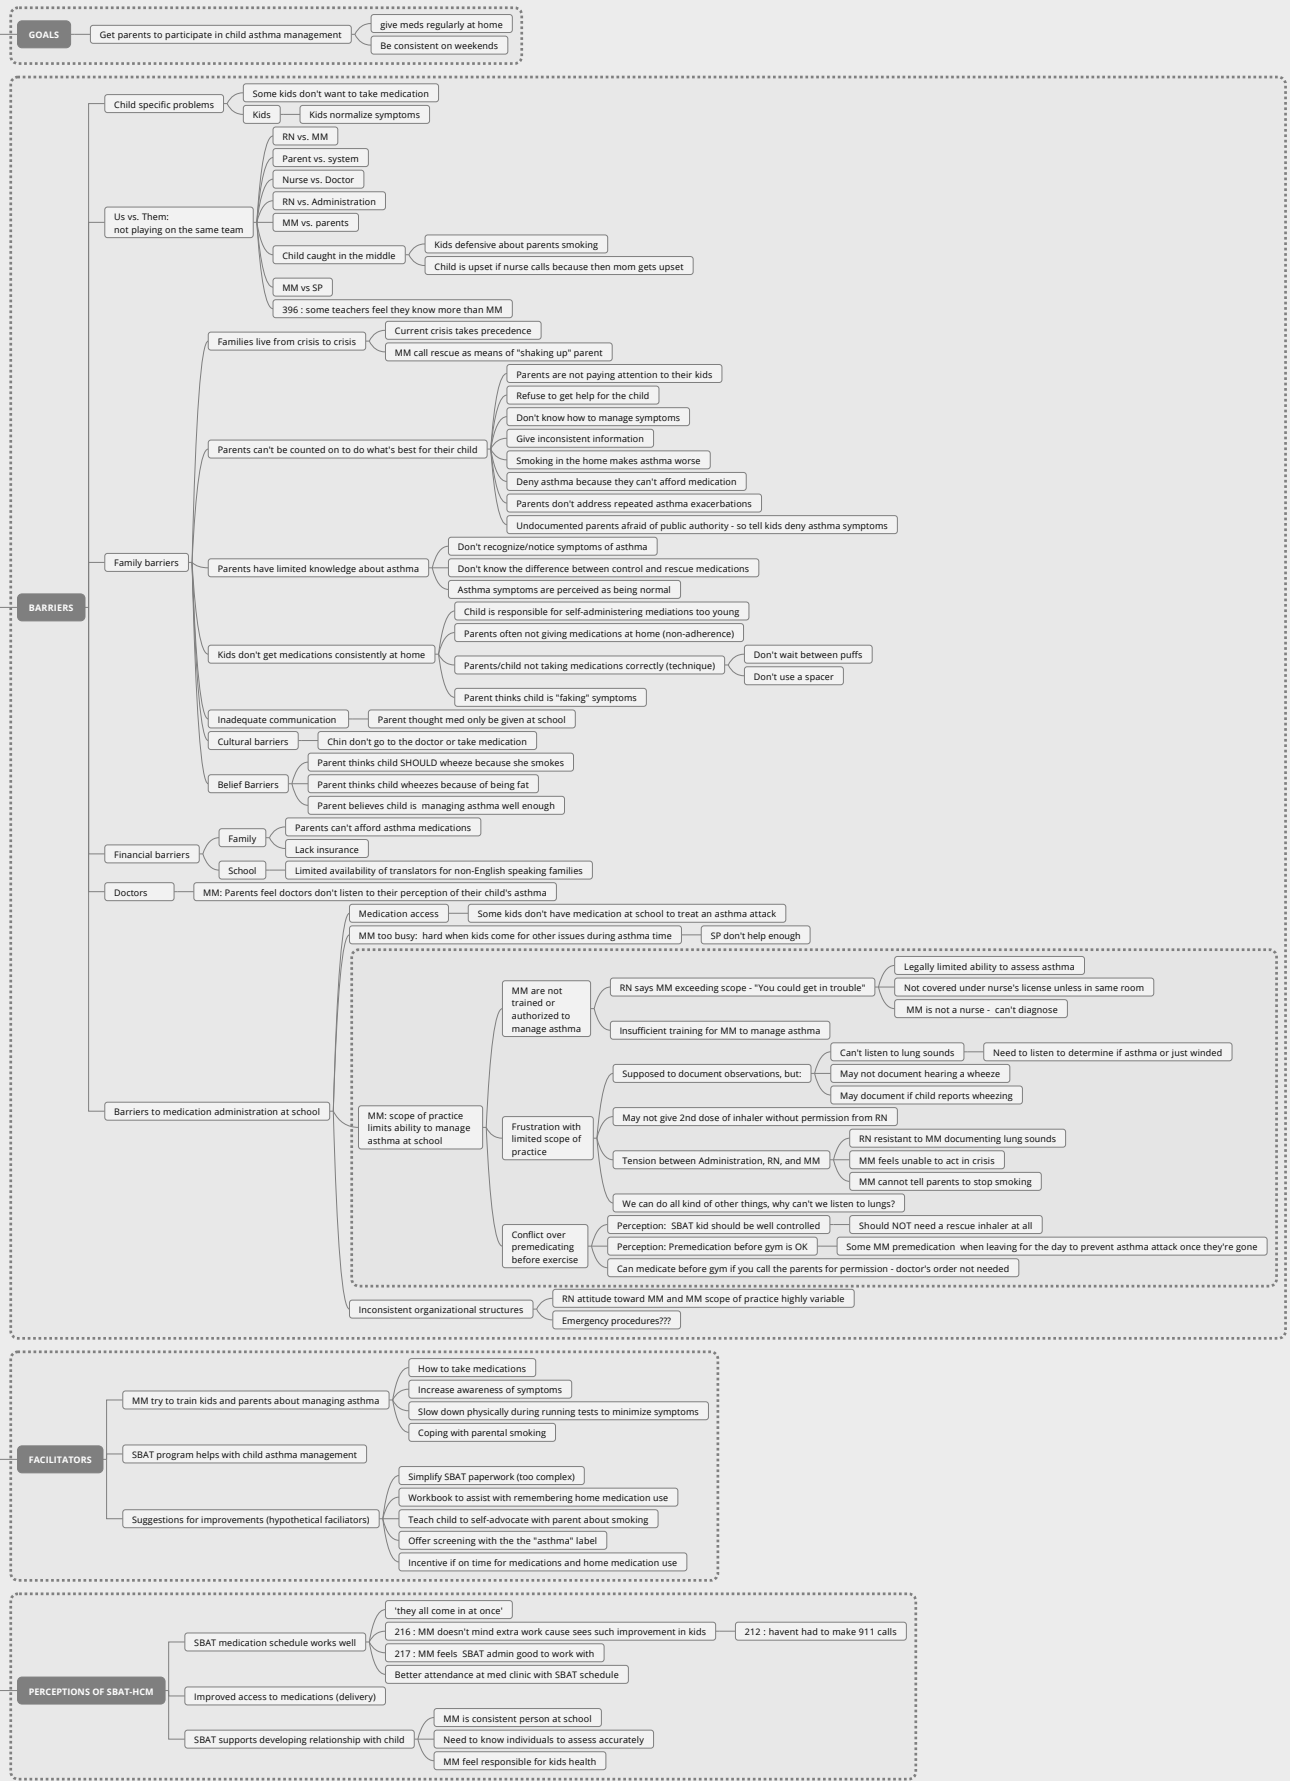 GOALS
Get parents to participate in child asthma management
give meds regularly at home
Be consistent on weekends
BARRIERS
Child specific problems
Some kids don't want to take medication
Kids
Kids normalize symptoms
Us vs. Them:
not playing on the same team
RN vs. MM
Parent vs. system
Nurse vs. Doctor
RN vs. Administration
MM vs. parents
Child caught in the middle
Kids defensive about parents smoking
Child is upset if nurse calls because then mom gets upset
MM vs SP
396 : some teachers feel they know more than MM
Family barriers
Families live from crisis to crisis
Current crisis takes precedence
MM call rescue as means of "shaking up" parent
Parents can't be counted on to do what's best for their child
Parents are not paying attention to their kids
Refuse to get help for the child
Don't know how to manage symptoms
Give inconsistent information
Smoking in the home makes asthma worse
Deny asthma because they can't afford medication
Parents don't address repeated asthma exacerbations
Undocumented parents afraid of public authority - so tell kids deny asthma symptoms
Parents have limited knowledge about asthma
Don't recognize/notice symptoms of asthma
Don't know the difference between control and rescue medications
Asthma symptoms are perceived as being normal
Kids don't get medications consistently at home
Child is responsible for self-administering mediations too young
Parents often not giving medications at home (non-adherence)
Parents/child not taking medications correctly (technique)
Don't wait between puffs
Don't use a spacer
Parent thinks child is "faking" symptoms
Inadequate communication
Parent thought med only be given at school
Cultural barriers
Chin don't go to the doctor or take medication
Belief Barriers
Parent thinks child SHOULD wheeze because she smokes
Parent thinks child wheezes because of being fat
Parent believes child is  managing asthma well enough
Financial barriers
Family
Parents can't afford asthma medications
Lack insurance
School
Limited availability of translators for non-English speaking families
Doctors
MM: Parents feel doctors don't listen to their perception of their child's asthma
Barriers to medication administration at school
Medication access
Some kids don't have medication at school to treat an asthma attack
MM too busy:  hard when kids come for other issues during asthma time
SP don't help enough
MM: scope of practice
limits ability to manage
asthma at school
MM are not
trained or
authorized to
manage asthma
RN says MM exceeding scope - "You could get in trouble"
Legally limited ability to assess asthma
Not covered under nurse's license unless in same room
MM is not a nurse -  can't diagnose
Insufficient training for MM to manage asthma
Frustration with
limited scope of
practice
Supposed to document observations, but:
Can't listen to lung sounds
Need to listen to determine if asthma or just winded
May not document hearing a wheeze
May document if child reports wheezing
May not give 2nd dose of inhaler without permission from RN
Tension between Administration, RN, and MM
RN resistant to MM documenting lung sounds
MM feels unable to act in crisis
MM cannot tell parents to stop smoking
We can do all kind of other things, why can't we listen to lungs?
Conflict over
premedicating
before exercise
Perception:  SBAT kid should be well controlled
Should NOT need a rescue inhaler at all
Perception: Premedication before gym is OK
Some MM premedication  when leaving for the day to prevent asthma attack once they're gone
Can medicate before gym if you call the parents for permission - doctor's order not needed
Inconsistent organizational structures
RN attitude toward MM and MM scope of practice highly variable
Emergency procedures???
FACILITATORS
MM try to train kids and parents about managing asthma
How to take medications
Increase awareness of symptoms
Slow down physically during running tests to minimize symptoms
Coping with parental smoking
SBAT program helps with child asthma management
Suggestions for improvements (hypothetical faciliators)
Simplify SBAT paperwork (too complex)
Workbook to assist with remembering home medication use
Teach child to self-advocate with parent about smoking
Offer screening with the the "asthma" label
Incentive if on time for medications and home medication use
PERCEPTIONS OF SBAT-HCM
SBAT medication schedule works well
'they all come in at once'
216 : MM doesn't mind extra work cause sees such improvement in kids
212 : havent had to make 911 calls
217 : MM feels  SBAT admin good to work with
Better attendance at med clinic with SBAT schedule
Improved access to medications (delivery)
SBAT supports developing relationship with child
MM is consistent person at school
Need to know individuals to assess accurately
MM feel responsible for kids health